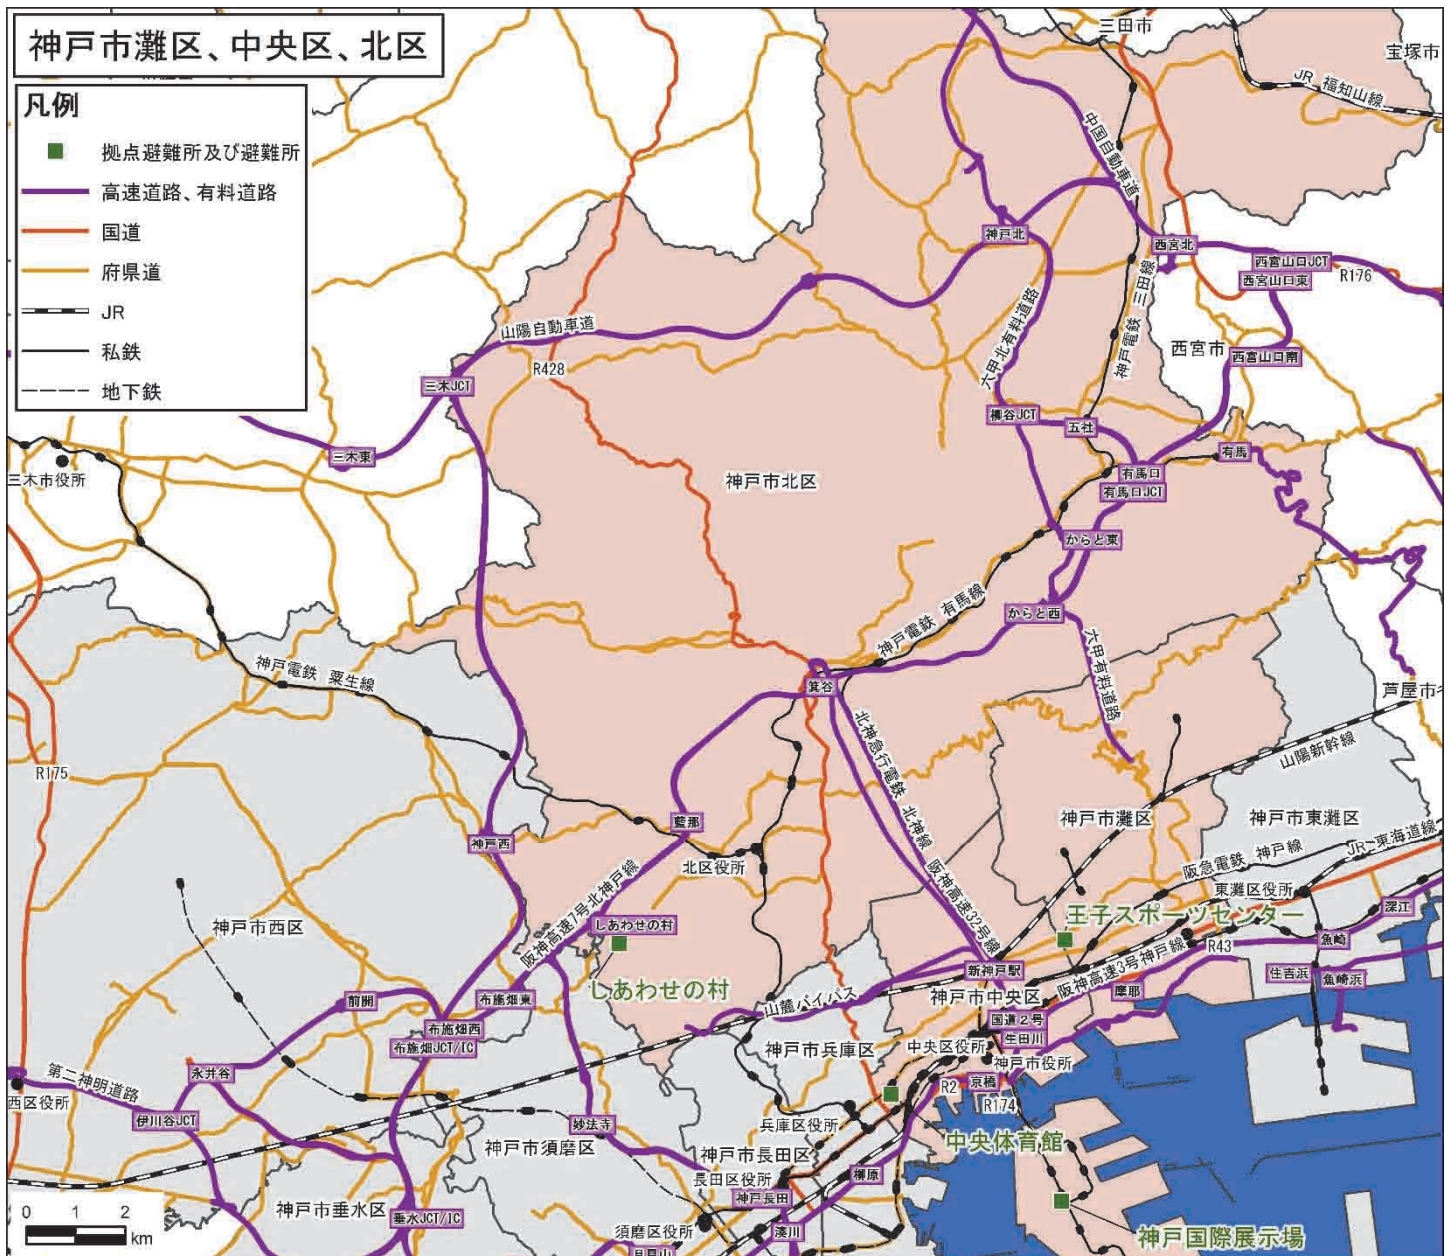 神戸市灘区、中央区、北区
凡例
拠点避難所及び避難所
高速道路、有料道路
国道
府県道
JR
私鉄
地下鉄
三田市
宝塚市
JR 福知山線
中国自動車道
神戸北
西宮北
西宮山口JCT
西宮山口東
R176
神戸電鉄 三田線
六甲北有料道路
山陽自動車道
西宮市
西宮山口南
R428
三木JCT
柳谷JCT
五社
三木東
有馬
有馬口
有馬口JCT
三木市役所
神戸市北区
からと東
からと西
神戸電鉄 有馬線
六甲有料道路
神戸電鉄 粟生線
箕谷
芦屋市
北神急行電鉄 北神線
山陽新幹線
R175
藍那
神戸西
神戸市灘区
神戸市東灘区
北区役所
阪急電鉄 神戸線
JR 東海道線
阪神高速7号北神戸線
阪神高速32号線
東灘区役所
深江
しあわせの村
神戸市西区
王子スポーツセンター
R43
魚崎
新神戸駅
阪神高速3号神戸線
住吉浜
魚崎浜
しあわせの村
山麓バイパス
神戸市中央区
摩耶
前開
布施畑東
布施畑西
布施畑JCT/IC
国道2号
生田川
神戸市兵庫区
中央区役所
神戸市役所
永井谷
第二神明道路
西区役所
伊川谷JCT
R2
京橋
R174
妙法寺
兵庫区役所
中央体育館
神戸市須磨区
神戸市長田区
長田区役所
柳原
神戸長田
神戸市垂水区
垂水JCT/IC
須磨区役所
湊川
神戸国際展示場
0 1 2
km